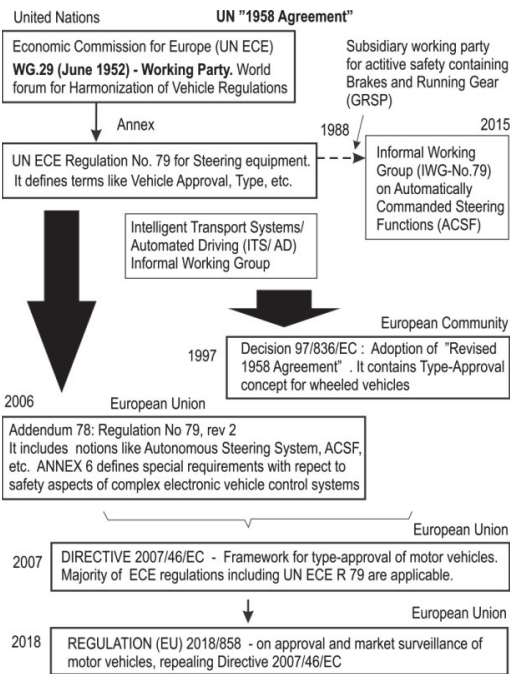 United Nations
UN ”1958 Agreement”
Economic Commission for Europe (UN ECE)
WG.29 (June 1952) - Working Party. World
forum for Harmonization of Vehicle Regulations
Subsidiary working party
for actitive safety containing
Brakes and Running Gear
(GRSP)
Annex
1988
2015
UN ECE Regulation No. 79 for Steering equipment.
It defines terms like Vehicle Approval, Type, etc.
Informal Working
Group (IWG-No.79)
on Automatically
Commanded Steering
Functions (ACSF)
Intelligent Transport Systems/
Automated Driving (ITS/ AD)
Informal Working Group
European Community
1997
Decision 97/836/EC : Adoption of ”Revised
1958 Agreement” . It contains Type-Approval
concept for wheeled vehicles
2006
European Union
Addendum 78: Regulation No 79, rev 2
It includes notions like Autonomous Steering System, ACSF,
etc. ANNEX 6 defines special requirements with repect to
safety aspects of complex electronic vehicle control systems
European Union
2007
DIRECTIVE 2007/46/EC - Framework for type-approval of motor vehicles.
Majority of ECE regulations including UN ECE R 79 are applicable.
European Union
2018
REGULATION (EU) 2018/858 - on approval and market surveillance of
motor vehicles, repealing Directive 2007/46/EC